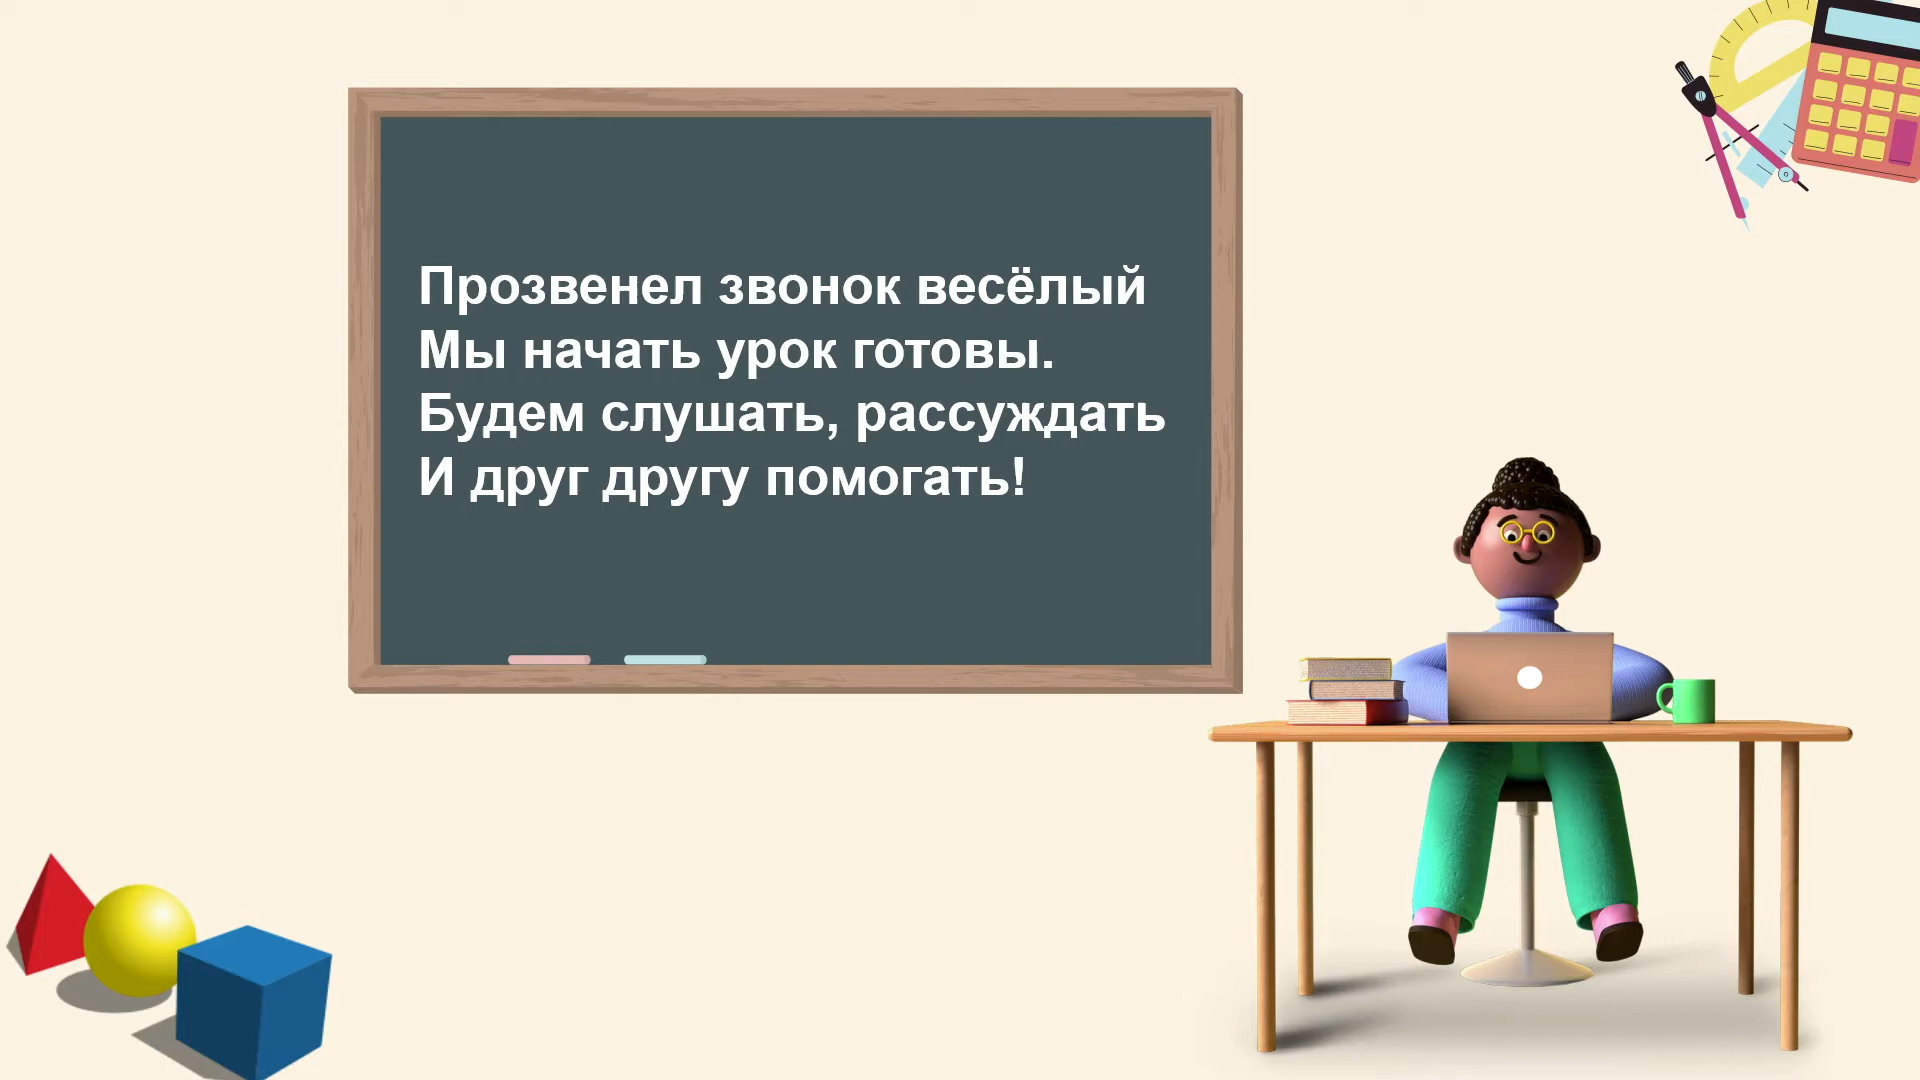 Прозвенел звонок весёлый
Мы начать урок готовы.
Будем слушать, рассуждать
И друг другу помогать!